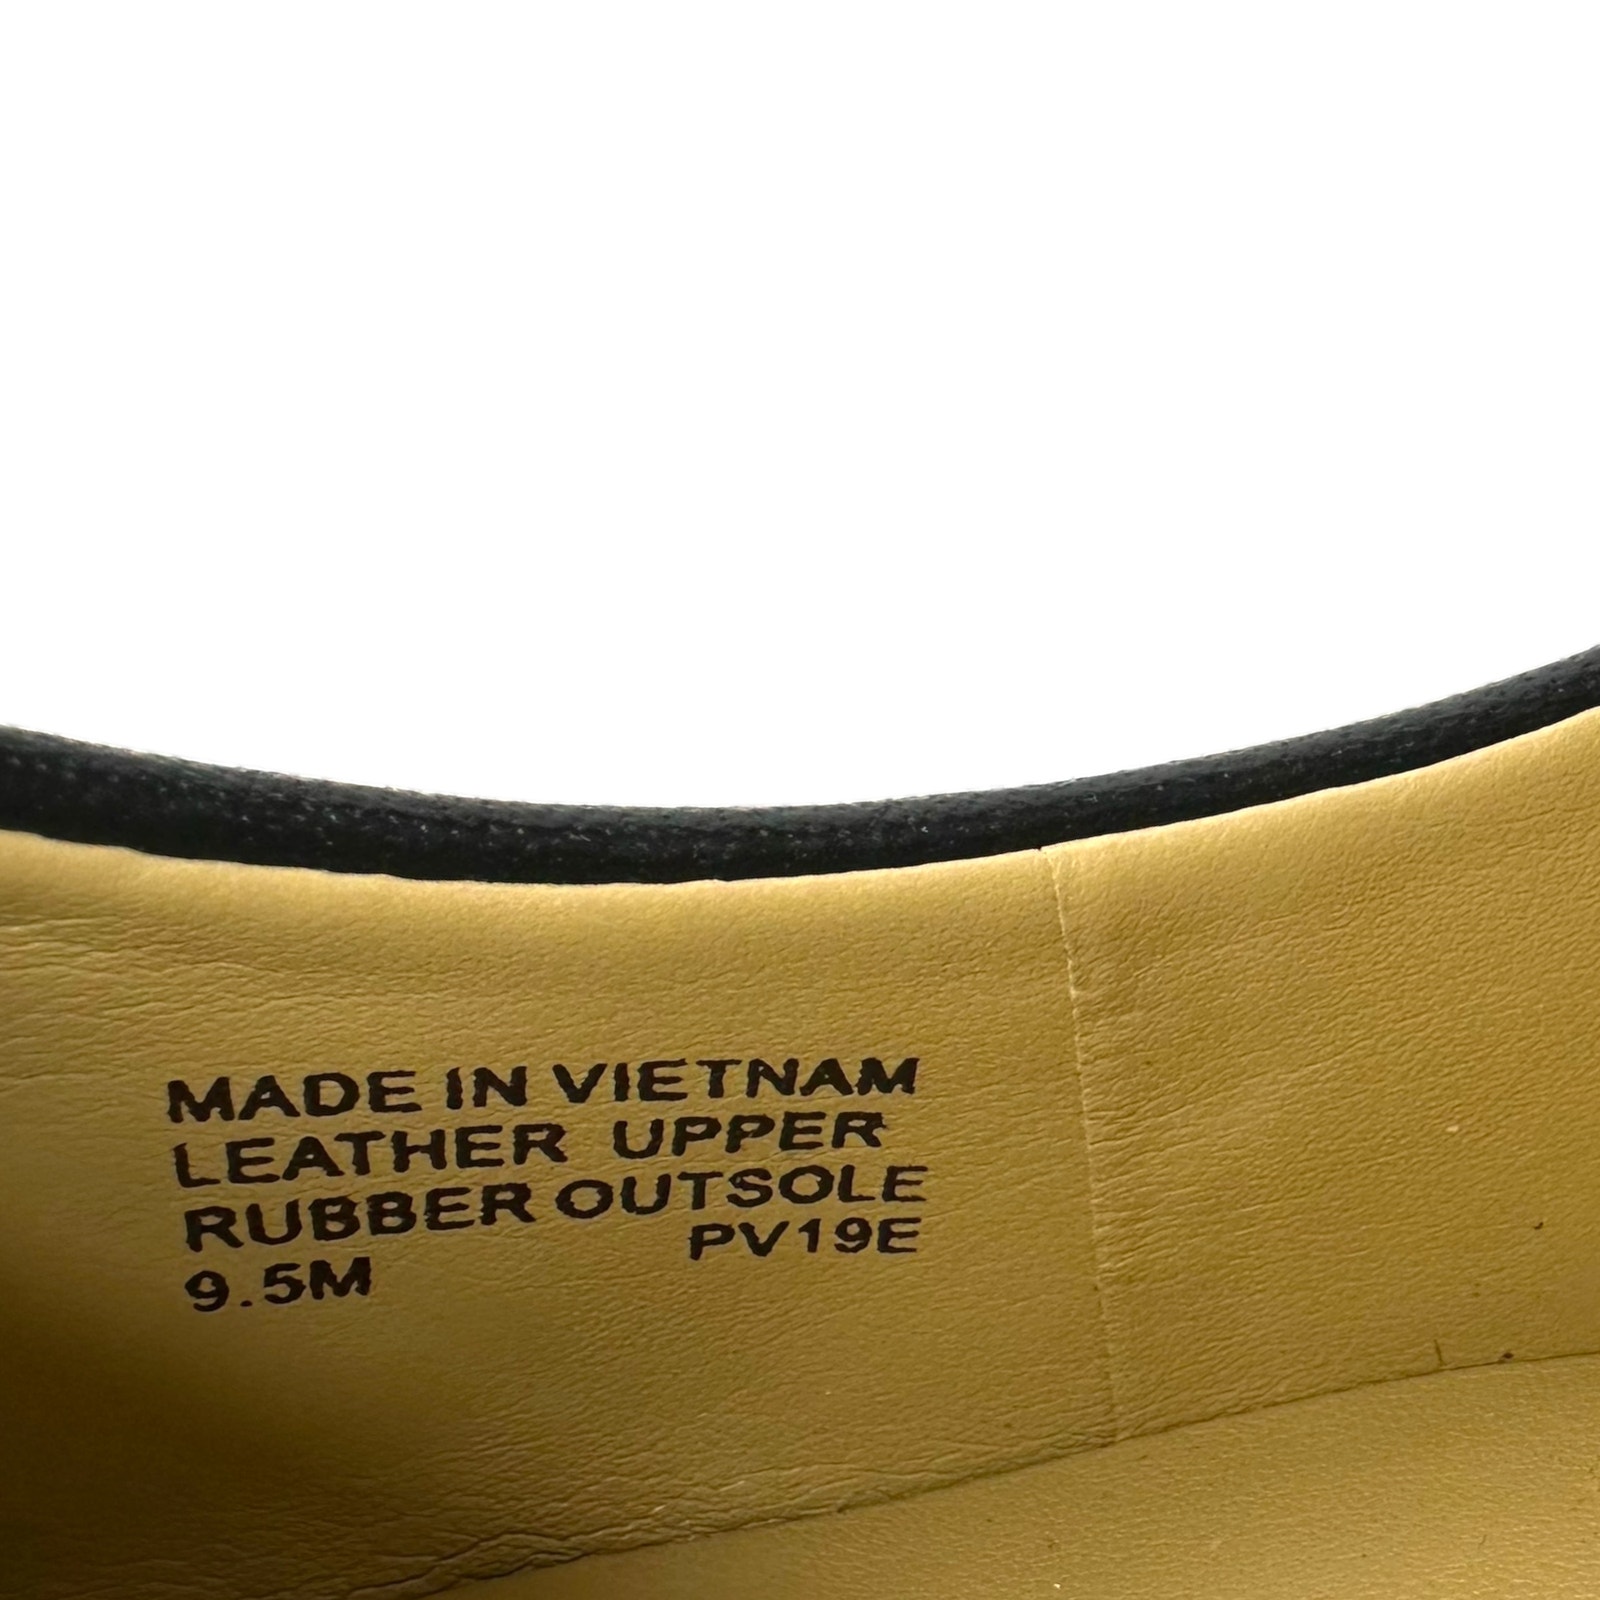 MADE IN VIETNAM
LEATHER UPPER
RUBBER OUTSOLE
PV19E
9.5M